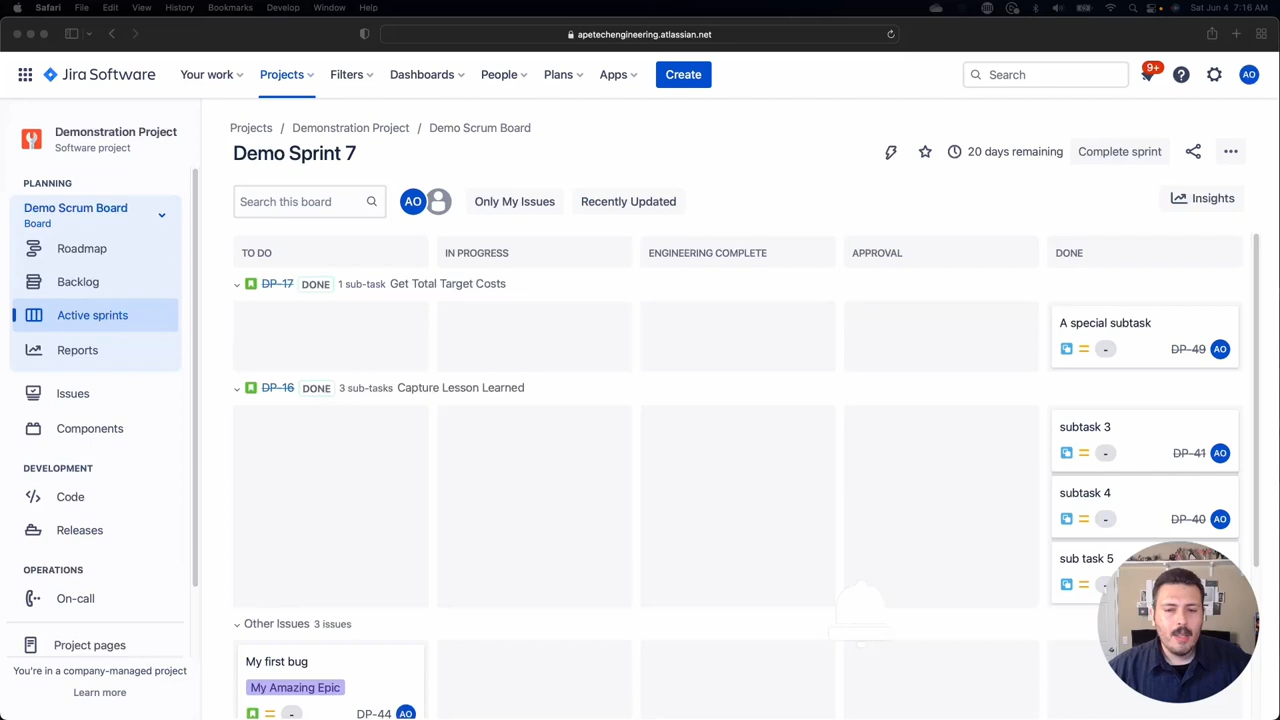 Safari File Edit View History Bookmarks Develop Window Help Sat Jun 4 7:16 AM
apetechengineering.atlassian.net
Jira Software Your work Projects Filters Dashboards People Plans Apps Create Search 9+ AO
Demonstration Project
Software project
PLANNING
Demo Scrum Board
Board
Roadmap
Backlog
Active sprints
Reports
Issues
Components
DEVELOPMENT
Code
Releases
OPERATIONS
On-call
Project pages
You're in a company-managed project
Learn more
Projects / Demonstration Project / Demo Scrum Board
Demo Sprint 7
20 days remaining Complete sprint
Search this board AO Only My Issues Recently Updated Insights
TO DO IN PROGRESS ENGINEERING COMPLETE APPROVAL DONE
DP-17 DONE 1 sub-task Get Total Target Costs
A special subtask
- DP-49 AO
DP-16 DONE 3 sub-tasks Capture Lesson Learned
subtask 3
- DP-41 AO
subtask 4
- DP-40 AO
sub task 5
Other Issues 3 issues
My first bug
My Amazing Epic
- DP-44 AO